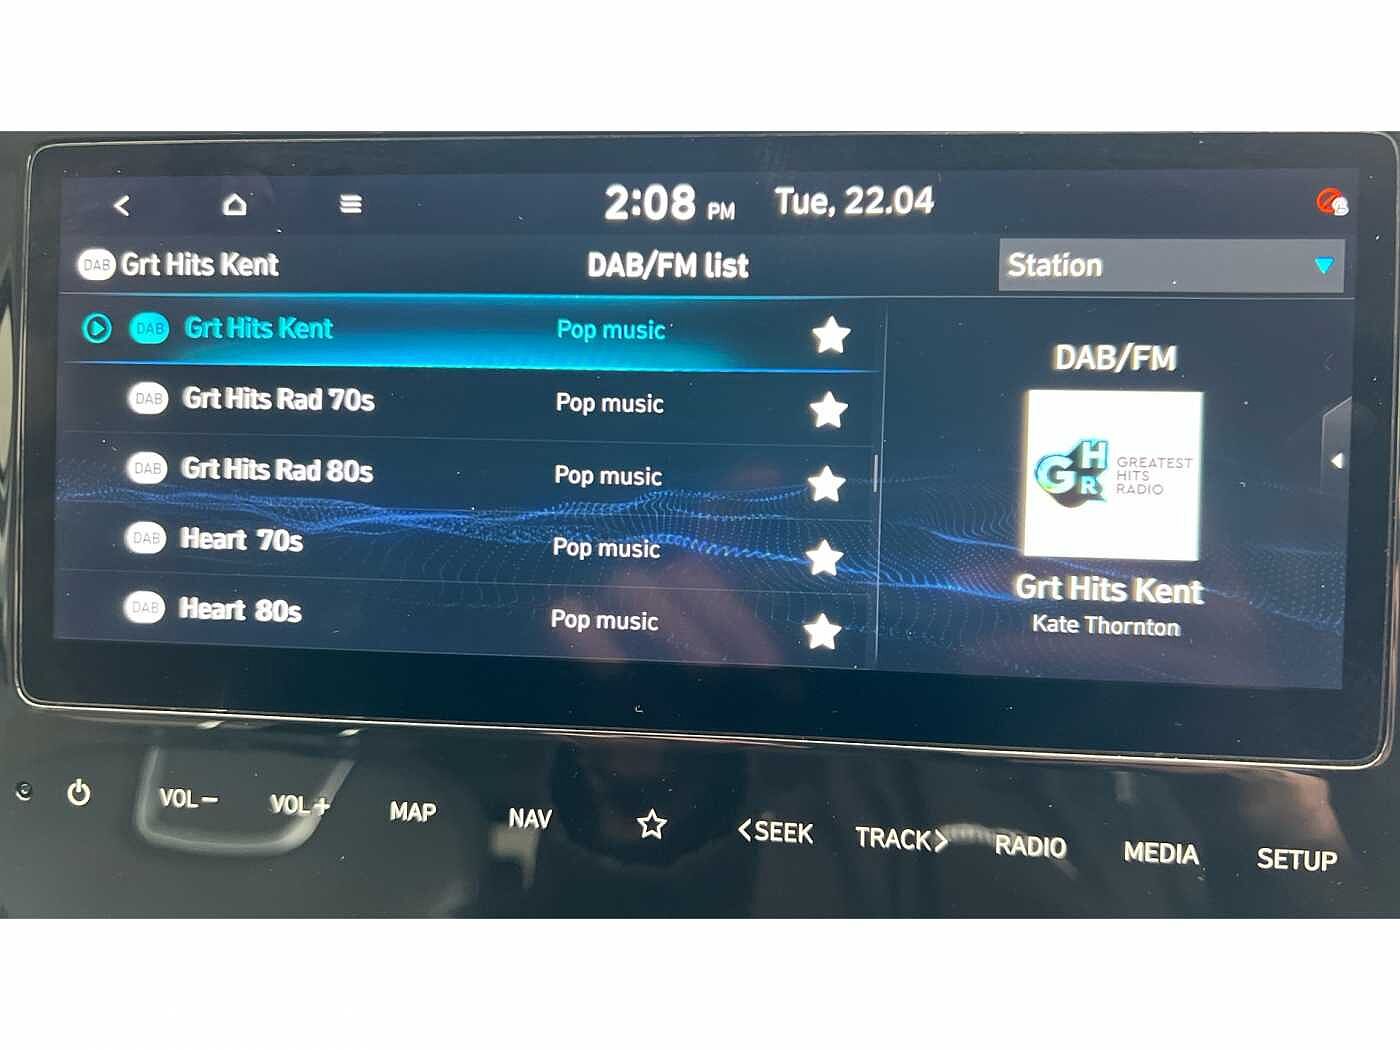 2:08 PM Tue, 22.04
DAB Grt Hits Kent DAB/FM list Station
DAB Grt Hits Kent Pop music
DAB Grt Hits Rad 70s Pop music
DAB Grt Hits Rad 80s Pop music
DAB Heart 70s Pop music
DAB Heart 80s Pop music
DAB/FM
GHR
GREATEST
HITS
RADIO
Grt Hits Kent
Kate Thornton
VOL− VOL+ MAP NAV <SEEK TRACK> RADIO MEDIA SETUP